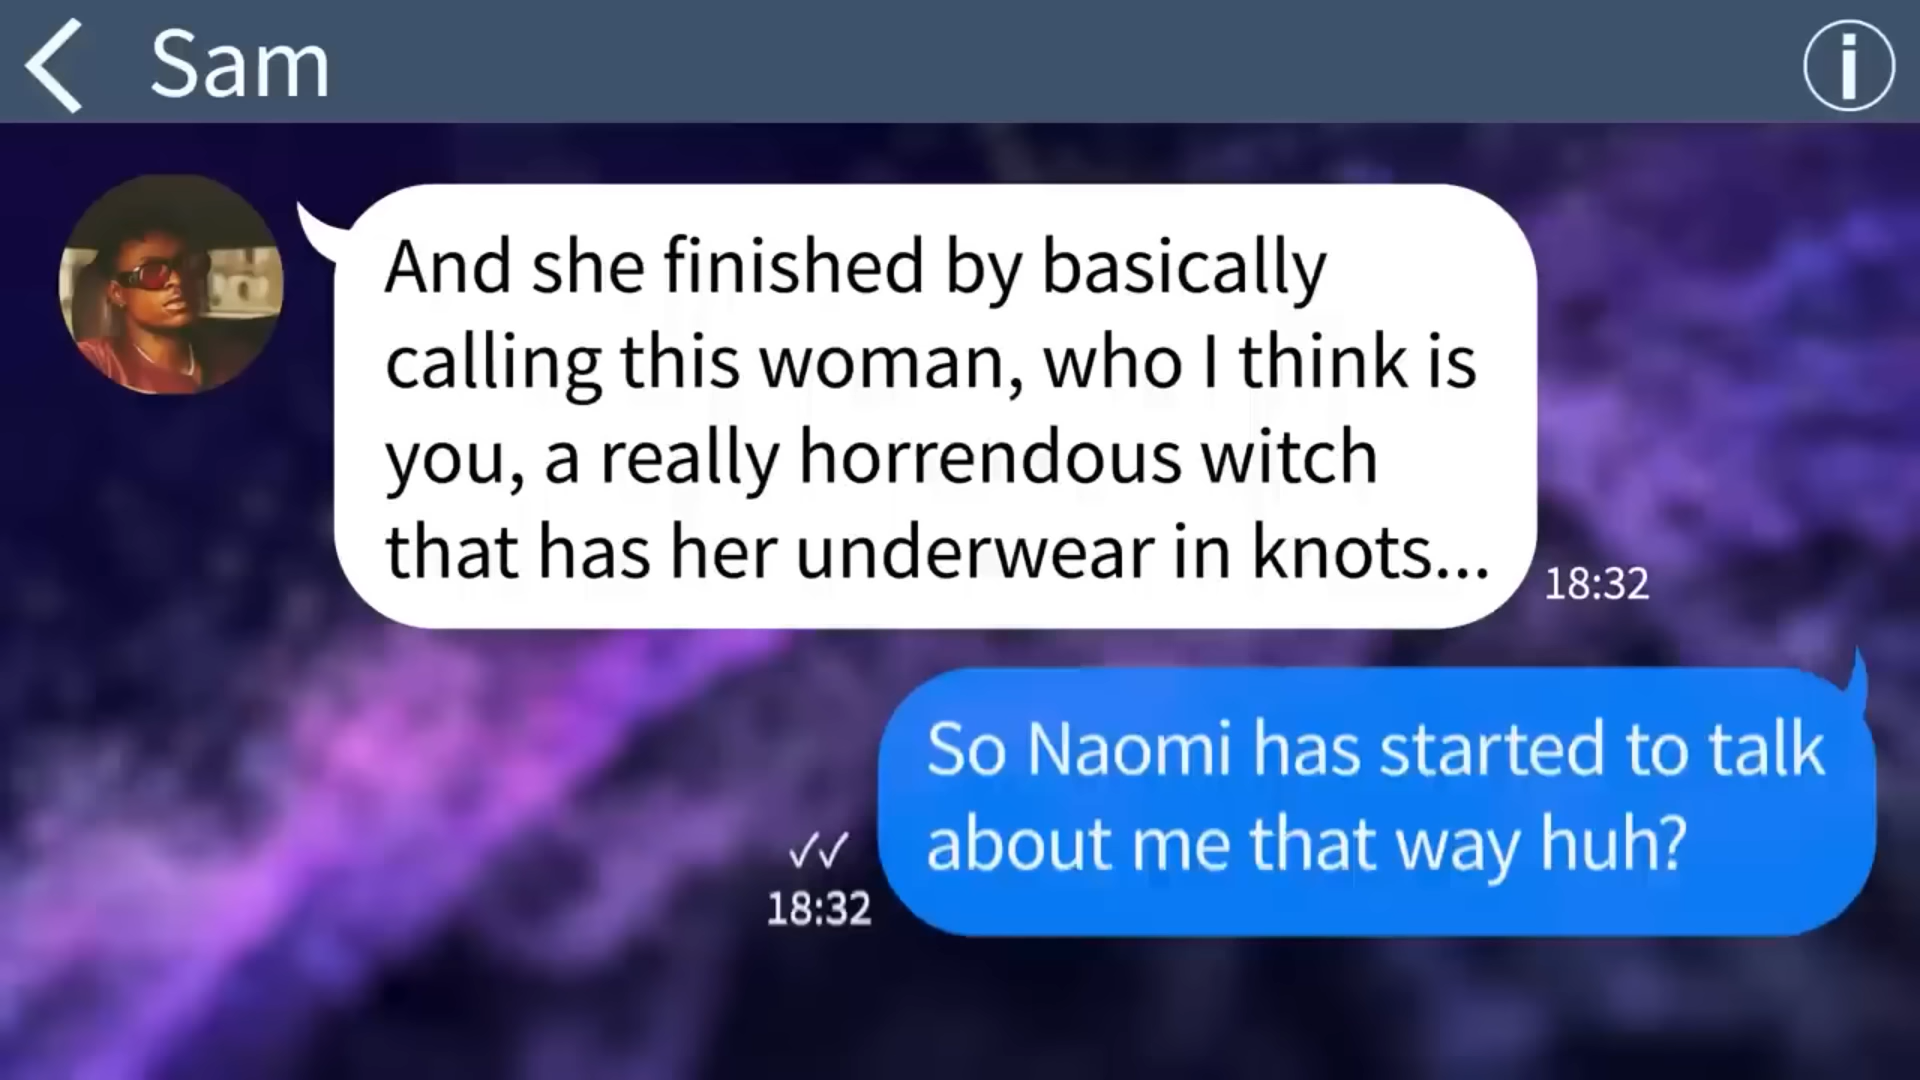 Sam
And she finished by basically
calling this woman, who I think is
you, a really horrendous witch
that has her underwear in knots...
18:32
So Naomi has started to talk
about me that way huh?
18:32